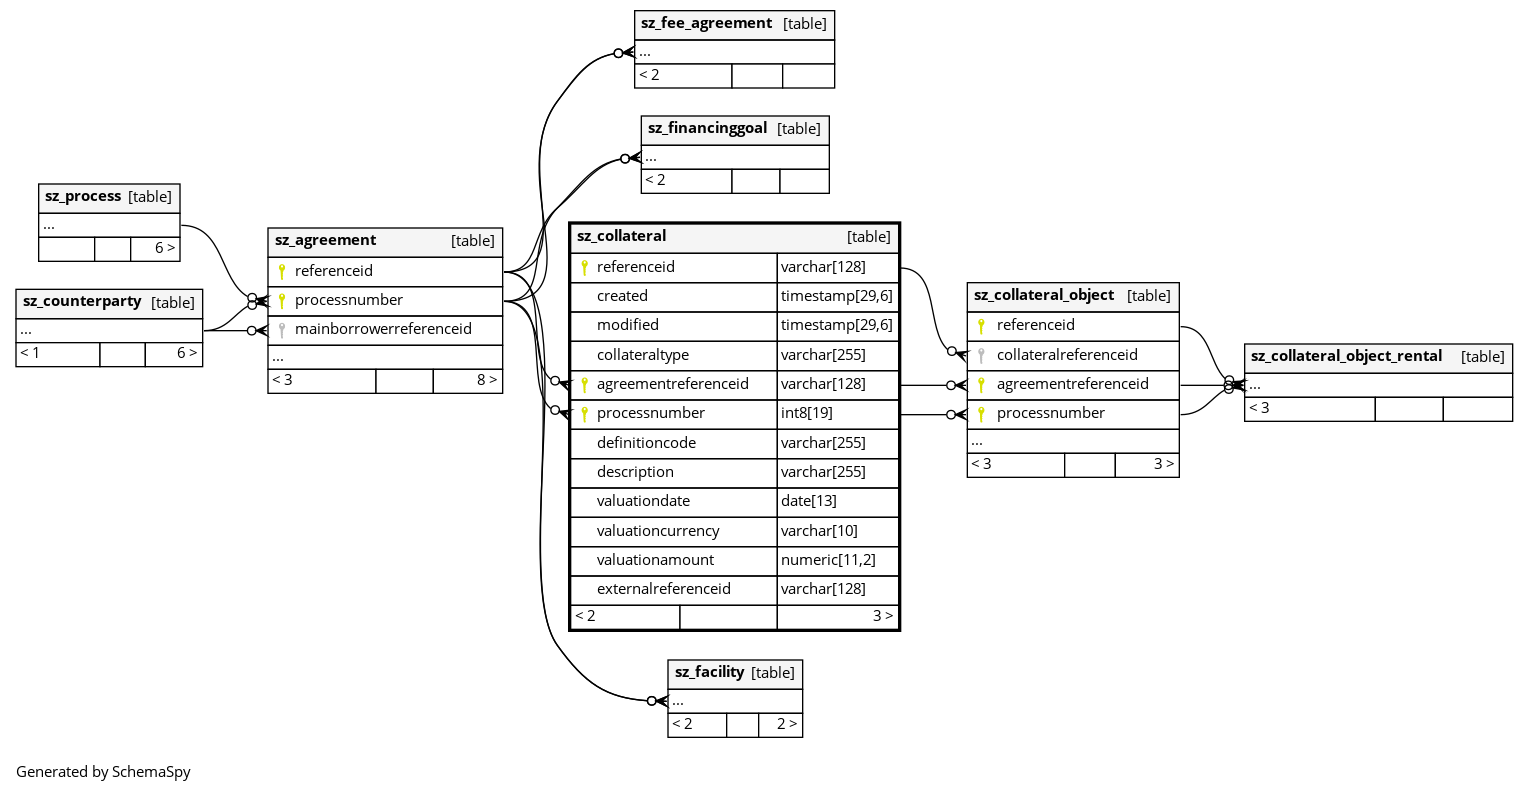 sz_fee_agreement [table]
...
< 2
sz_financinggoal [table]
...
< 2
sz_process [table]
...
6 >
sz_counterparty [table]
...
< 1 6 >
sz_agreement [table]
referenceid
processnumber
mainborrowerreferenceid
...
< 3 8 >
sz_collateral [table]
referenceid varchar[128]
created timestamp[29,6]
modified timestamp[29,6]
collateraltype varchar[255]
agreementreferenceid varchar[128]
processnumber int8[19]
definitioncode varchar[255]
description varchar[255]
valuationdate date[13]
valuationcurrency varchar[10]
valuationamount numeric[11,2]
externalreferenceid varchar[128]
< 2 3 >
sz_collateral_object [table]
referenceid
collateralreferenceid
agreementreferenceid
processnumber
...
< 3 3 >
sz_collateral_object_rental [table]
...
< 3
sz_facility [table]
...
< 2 2 >
Generated by SchemaSpy